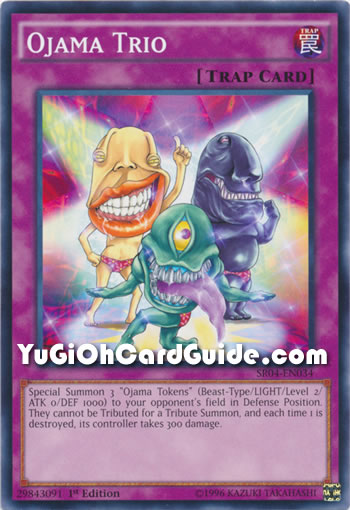 Ojama Trio
TRAP
罠
[ Trap Card ]
YuGiOhCardGuide.com
SR04-EN034
Special Summon 3 "Ojama Tokens" (Beast-Type/LIGHT/Level 2/
ATK 0/DEF 1000) to your opponent's field in Defense Position.
They cannot be Tributed for a Tribute Summon, and each time 1 is
destroyed, its controller takes 300 damage.
29843091 1st Edition ©1996 KAZUKI TAKAHASHI